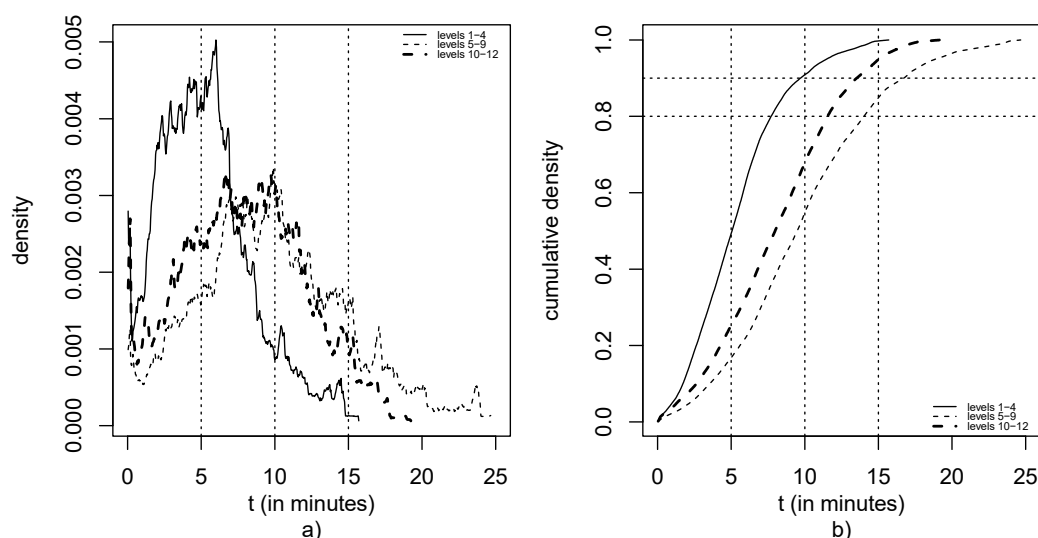 0.000
0.001
0.002
0.003
0.004
0.005
density
0
5
10
15
20
25
t (in minutes)
a)
levels 1−4
levels 5−9
levels 10−12
0.0
0.2
0.4
0.6
0.8
1.0
cumulative density
0
5
10
15
20
25
t (in minutes)
b)
levels 1−4
levels 5−9
levels 10−12